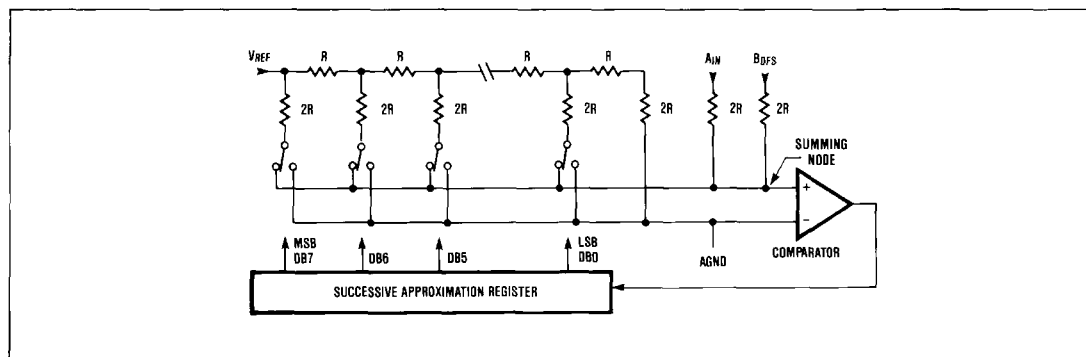 VREF
R
R
R
R
AIN
BOFS
2R
2R
2R
2R
2R
2R
2R
SUMMING
NODE
+
−
COMPARATOR
MSB
DB7
DB6
DB5
LSB
DB0
AGND
SUCCESSIVE APPROXIMATION REGISTER